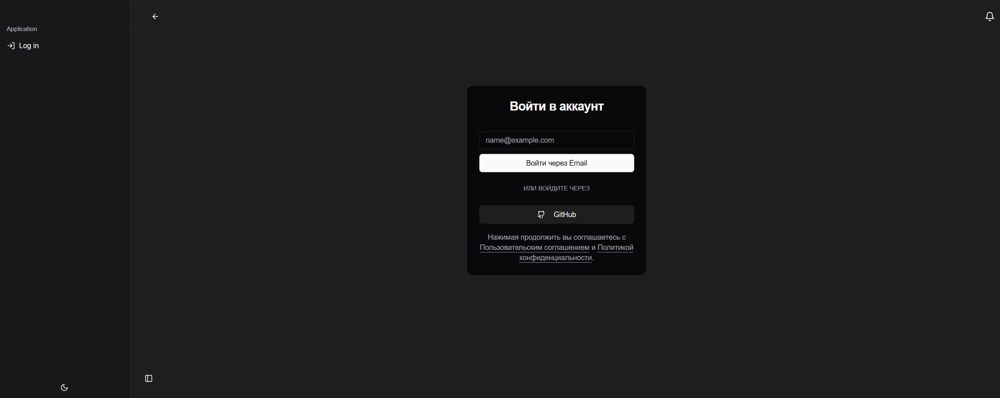 Application
Log in
Войти в аккаунт
name@example.com
Войти через Email
ИЛИ ВОЙДИТЕ ЧЕРЕЗ
GitHub
Нажимая продолжить вы соглашаетесь с
Пользовательским соглашением и Политикой
конфиденциальности.